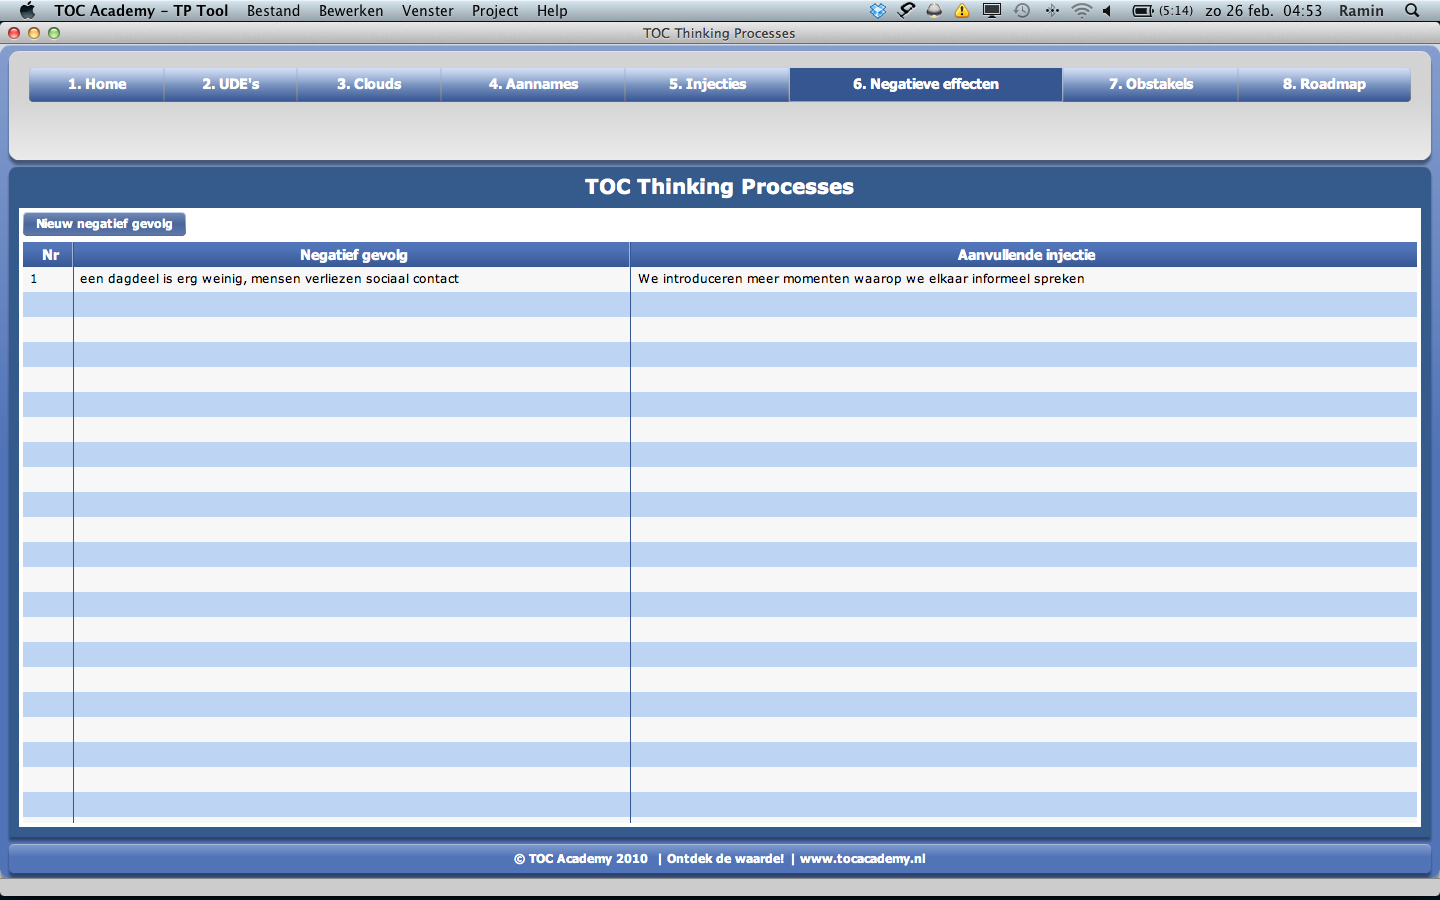 TOC Academy - TP Tool Bestand Bewerken Venster Project Help (5:14) zo 26 feb. 04:53 Ramin
TOC Thinking Processes
1. Home 2. UDE's 3. Clouds 4. Aannames 5. Injecties 6. Negatieve effecten 7. Obstakels 8. Roadmap
TOC Thinking Processes
Nieuw negatief gevolg
Nr Negatief gevolg Aanvullende injectie
1 een dagdeel is erg weinig, mensen verliezen sociaal contact We introduceren meer momenten waarop we elkaar informeel spreken
© TOC Academy 2010 | Ontdek de waarde! | www.tocacademy.nl